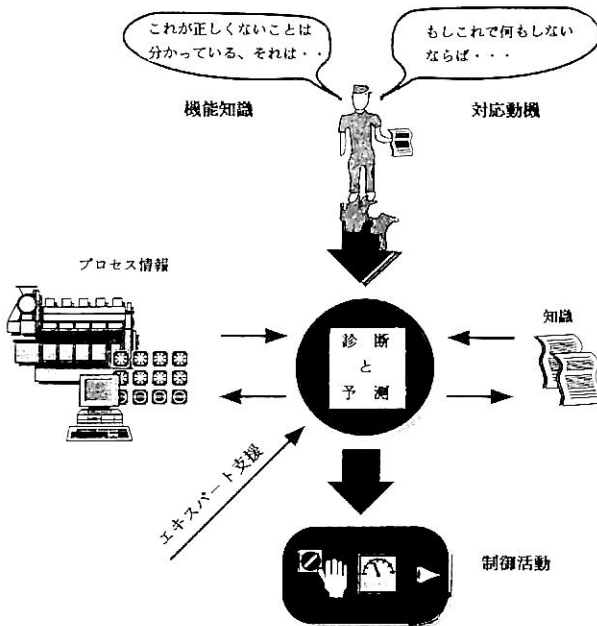 これが正しくないことは
分かっている、それは・・
もしこれで何もしない
ならば・・・
機能知識
対応動機
プロセス情報
知識
診断
と
予測
エキスパート支援
制御活動